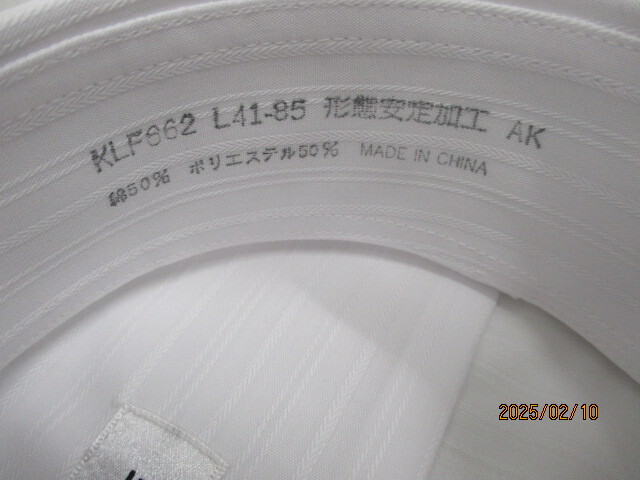 KLF662 L41-85 形態安定加工 AK
綿50% ポリエステル50% MADE IN CHINA
2025/02/10